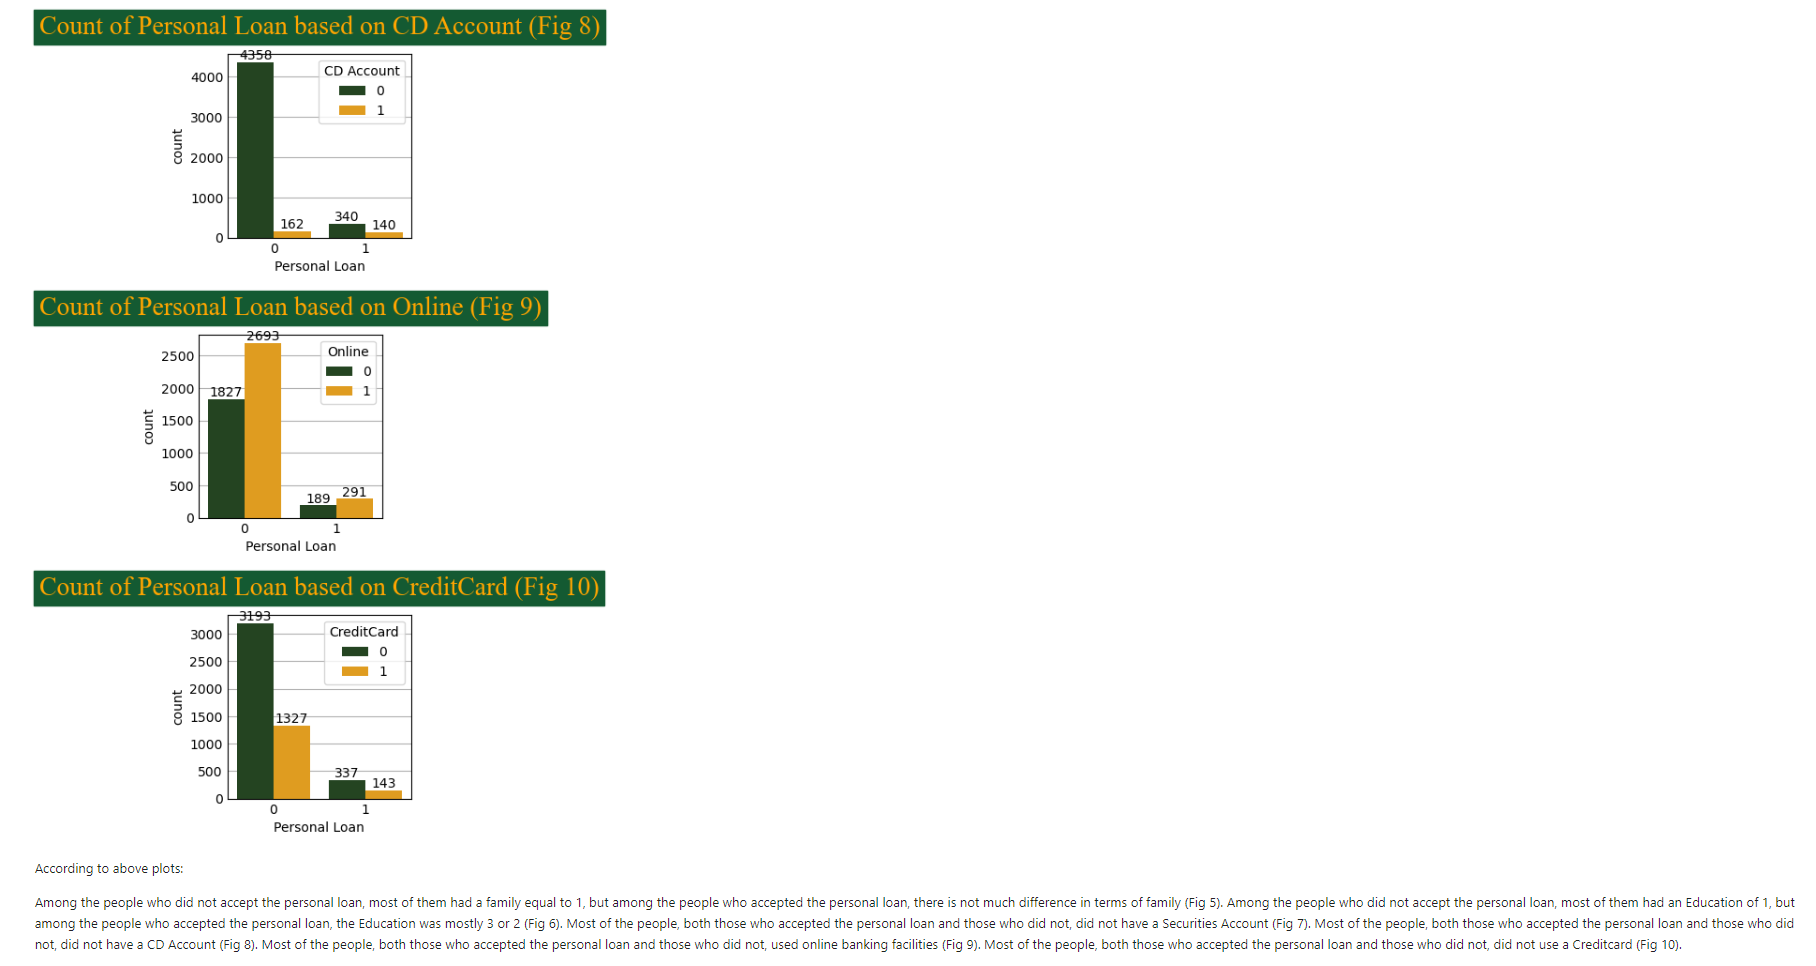 Count of Personal Loan based on CD Account (Fig 8)
4358
CD Account
0
1
4000
3000
2000
1000
0
count
162
340
140
0 1
Personal Loan
Count of Personal Loan based on Online (Fig 9)
2693
Online
0
1
2500
2000
1500
1000
500
0
count
1827
189
291
0 1
Personal Loan
Count of Personal Loan based on CreditCard (Fig 10)
3193
CreditCard
0
1
3000
2500
2000
1500
1000
500
0
count
1327
337
143
0 1
Personal Loan
According to above plots:
Among the people who did not accept the personal loan, most of them had a family equal to 1, but among the people who accepted the personal loan, there is not much difference in terms of family (Fig 5). Among the people who did not accept the personal loan, most of them had an Education of 1, but
among the people who accepted the personal loan, the Education was mostly 3 or 2 (Fig 6). Most of the people, both those who accepted the personal loan and those who did not, did not have a Securities Account (Fig 7). Most of the people, both those who accepted the personal loan and those who did
not, did not have a CD Account (Fig 8). Most of the people, both those who accepted the personal loan and those who did not, used online banking facilities (Fig 9). Most of the people, both those who accepted the personal loan and those who did not, did not use a Creditcard (Fig 10).